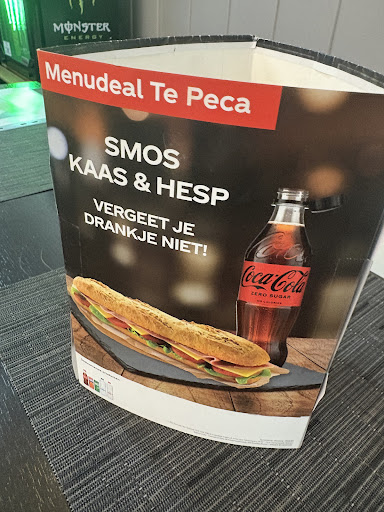 MONSTER
ENERGY
Menudeal Te Peca
SMOS
KAAS & HESP
VERGEET JE
DRANKJE NIET!
Coca-Cola
ZERO SUGAR